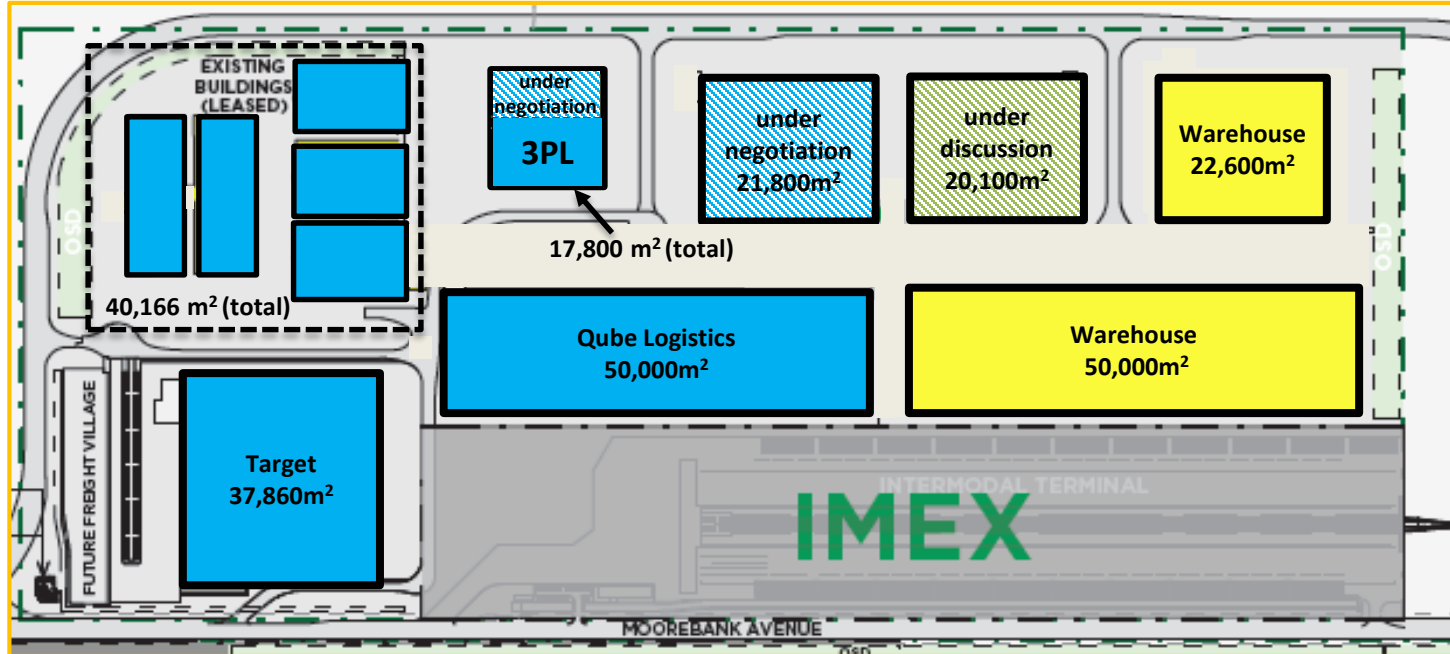 EXISTING
BUILDINGS
(LEASED)
under
negotiation
3PL
under
negotiation
21,800m²
under
discussion
20,100m²
Warehouse
22,600m²
OSD
OSD
17,800 m² (total)
40,166 m² (total)
Qube Logistics
50,000m²
Warehouse
50,000m²
FUTURE FREIGHT VILLAGE
Target
37,860m²
INTERMODAL TERMINAL
IMEX
MOOREBANK AVENUE
OSD